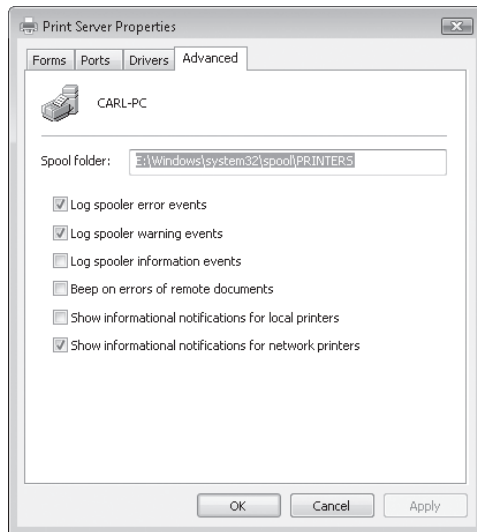 Print Server Properties
Forms Ports Drivers Advanced
CARL-PC
Spool folder: E:\Windows\system32\spool\PRINTERS
Log spooler error events
Log spooler warning events
Log spooler information events
Beep on errors of remote documents
Show informational notifications for local printers
Show informational notifications for network printers
OK Cancel Apply